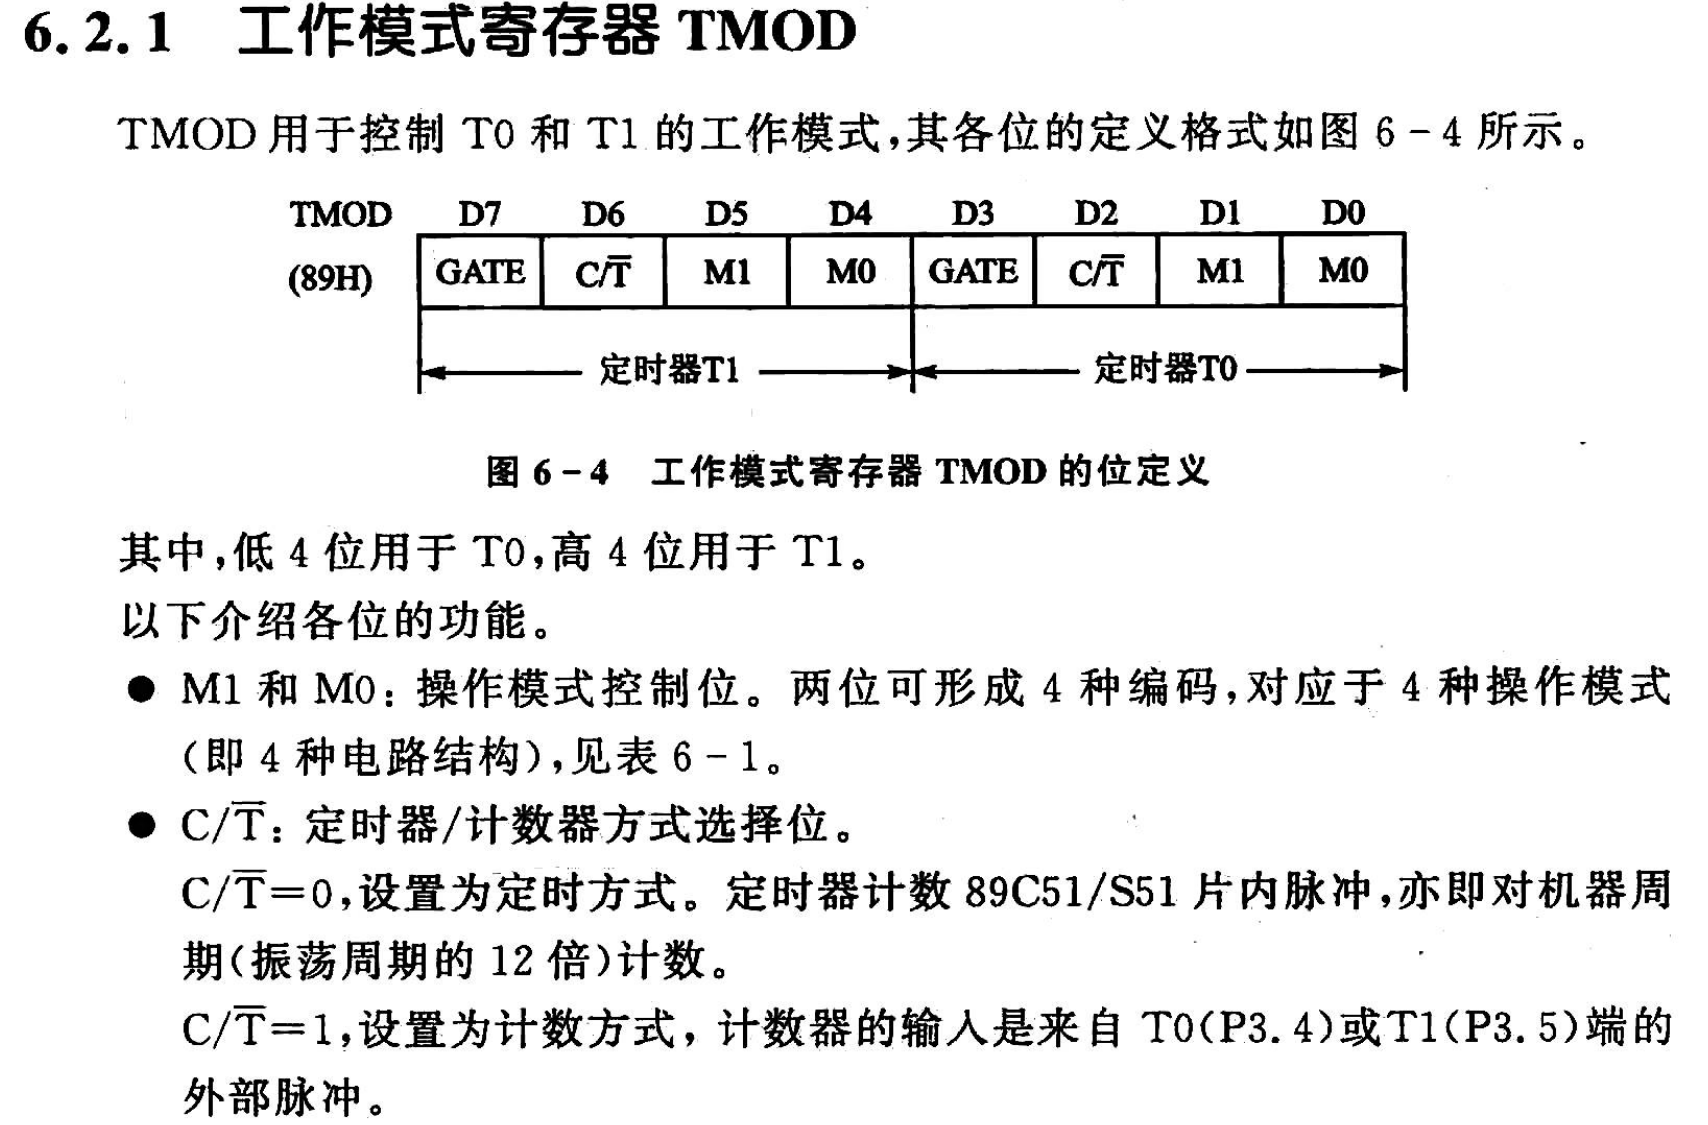 6.2.1 工作模式寄存器 TMOD
TMOD 用于控制 T0 和 T1 的工作模式,其各位的定义格式如图 6-4 所示。
TMOD D7 D6 D5 D4 D3 D2 D1 D0
(89H) GATE C/T̅ M1 M0 GATE C/T̅ M1 M0
定时器T1 定时器T0
图 6-4 工作模式寄存器 TMOD 的位定义
其中,低 4 位用于 T0,高 4 位用于 T1。
以下介绍各位的功能。
● M1 和 M0: 操作模式控制位。两位可形成 4 种编码,对应于 4 种操作模式
(即 4 种电路结构),见表 6-1。
● C/T̅: 定时器/计数器方式选择位。
C/T̅=0,设置为定时方式。定时器计数 89C51/S51 片内脉冲,亦即对机器周
期(振荡周期的 12 倍)计数。
C/T̅=1,设置为计数方式, 计数器的输入是来自 T0(P3.4)或T1(P3.5)端的
外部脉冲。